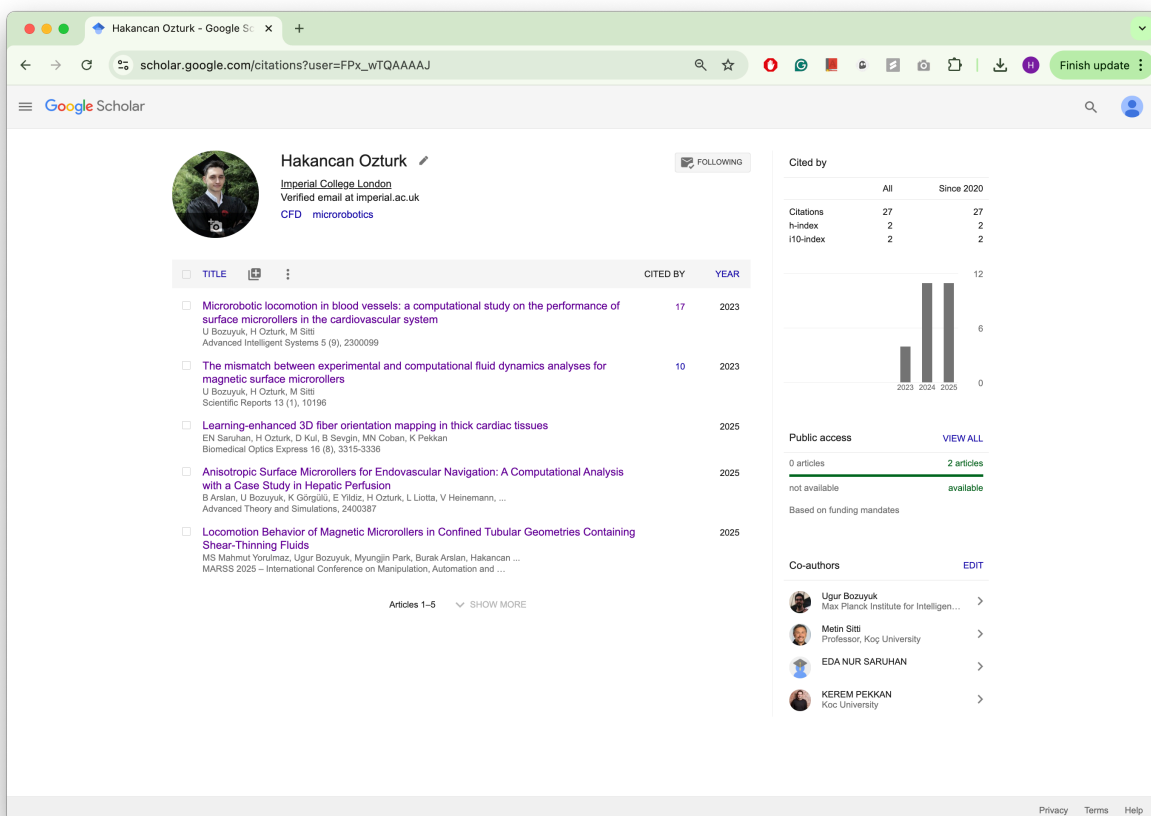 Hakancan Ozturk - Google Sc
scholar.google.com/citations?user=FPx_wTQAAAAJ
H
Finish update
Google Scholar
Hakancan Ozturk
FOLLOWING
Imperial College London
Verified email at imperial.ac.uk
CFD microrobotics
TITLE CITED BY YEAR
Microrobotic locomotion in blood vessels: a computational study on the performance of 17 2023
surface microrollers in the cardiovascular system
U Bozuyuk, H Ozturk, M Sitti
Advanced Intelligent Systems 5 (9), 2300099
The mismatch between experimental and computational fluid dynamics analyses for 10 2023
magnetic surface microrollers
U Bozuyuk, H Ozturk, M Sitti
Scientific Reports 13 (1), 10196
Learning-enhanced 3D fiber orientation mapping in thick cardiac tissues 2025
EN Saruhan, H Ozturk, D Kul, B Sevgin, MN Coban, K Pekkan
Biomedical Optics Express 16 (8), 3315-3336
Anisotropic Surface Microrollers for Endovascular Navigation: A Computational Analysis 2025
with a Case Study in Hepatic Perfusion
B Arslan, U Bozuyuk, K Görgülü, E Yildiz, H Ozturk, L Liotta, V Heinemann, ...
Advanced Theory and Simulations, 2400387
Locomotion Behavior of Magnetic Microrollers in Confined Tubular Geometries Containing 2025
Shear-Thinning Fluids
MS Mahmut Yorulmaz, Ugur Bozuyuk, Myungjin Park, Burak Arslan, Hakancan ...
MARSS 2025 – International Conference on Manipulation, Automation and …
Articles 1–5 SHOW MORE
Cited by
All Since 2020
Citations 27 27
h-index 2 2
i10-index 2 2
12
6
0
2023 2024 2025
Public access VIEW ALL
0 articles 2 articles
not available available
Based on funding mandates
Co-authors EDIT
Ugur Bozuyuk
Max Planck Institute for Intelligen…
Metin Sitti
Professor, Koç University
EDA NUR SARUHAN
KEREM PEKKAN
Koc University
Privacy Terms Help